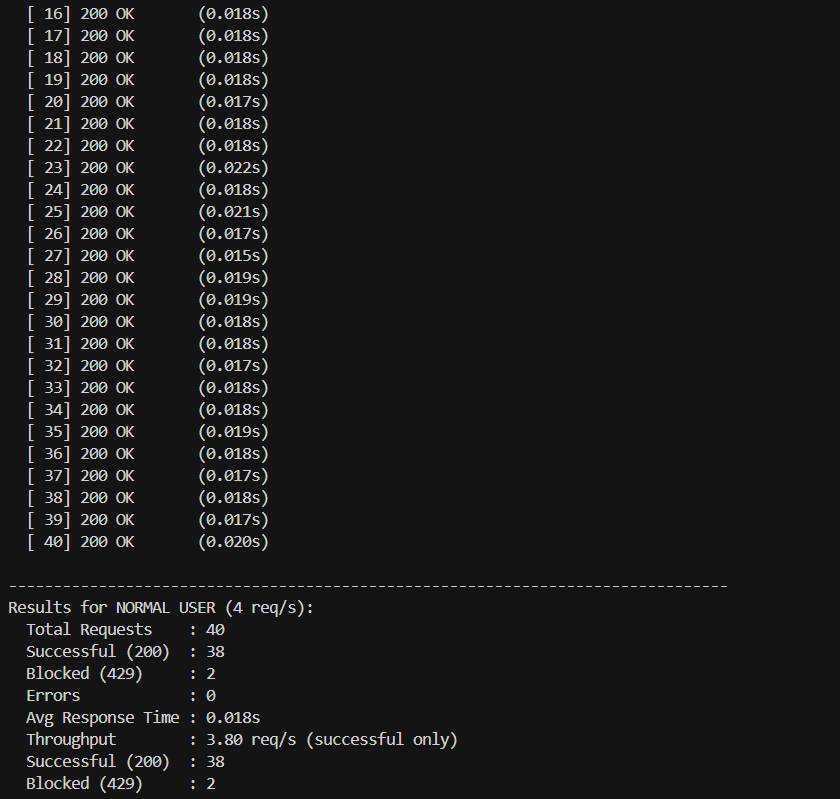 [ 16] 200 OK       (0.018s)
[ 17] 200 OK       (0.018s)
[ 18] 200 OK       (0.018s)
[ 19] 200 OK       (0.018s)
[ 20] 200 OK       (0.017s)
[ 21] 200 OK       (0.018s)
[ 22] 200 OK       (0.018s)
[ 23] 200 OK       (0.022s)
[ 24] 200 OK       (0.018s)
[ 25] 200 OK       (0.021s)
[ 26] 200 OK       (0.017s)
[ 27] 200 OK       (0.015s)
[ 28] 200 OK       (0.019s)
[ 29] 200 OK       (0.019s)
[ 30] 200 OK       (0.018s)
[ 31] 200 OK       (0.018s)
[ 32] 200 OK       (0.017s)
[ 33] 200 OK       (0.018s)
[ 34] 200 OK       (0.018s)
[ 35] 200 OK       (0.019s)
[ 36] 200 OK       (0.018s)
[ 37] 200 OK       (0.017s)
[ 38] 200 OK       (0.018s)
[ 39] 200 OK       (0.017s)
[ 40] 200 OK       (0.020s)
--------------------------------------------------------------------------------
Results for NORMAL USER (4 req/s):
  Total Requests    : 40
  Successful (200)  : 38
  Blocked (429)     : 2
  Errors            : 0
  Avg Response Time : 0.018s
  Throughput        : 3.80 req/s (successful only)
  Successful (200)  : 38
  Blocked (429)     : 2